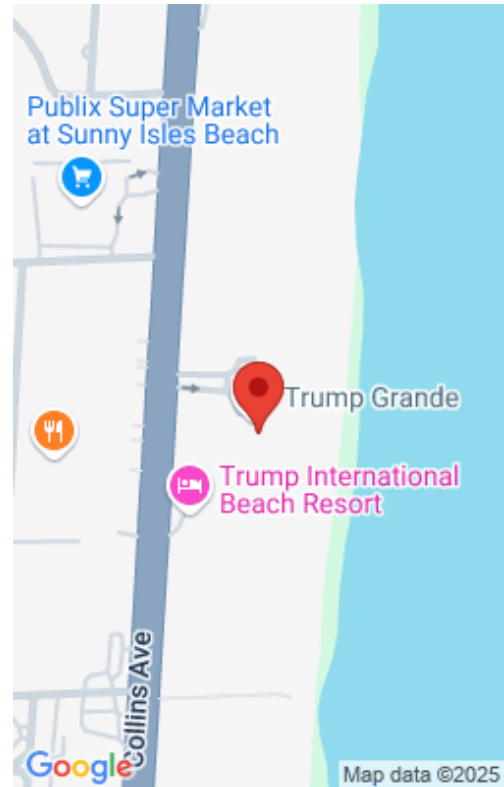 Publix Super Market
at Sunny Isles Beach
Trump Grande
Trump International
Beach Resort
Collins Ave
Google
Map data ©2025